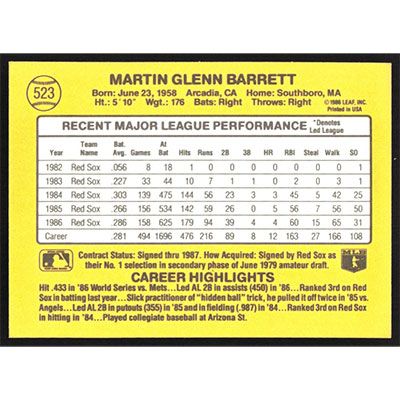 523
MARTIN GLENN BARRETT
Born: June 23, 1958 Arcadia, CA Home: Southboro, MA
Ht.: 5'10" Wgt.: 176 Bats: Right Throws: Right
©1986 LEAF, INC.
Printed in USA
RECENT MAJOR LEAGUE PERFORMANCE *Denotes Led League
Year Team Name Bat. Avg. Games At Bat Hits Runs 2B 3B HR RBI Steal Walk SO
1982 Red Sox .056 8 18 1 0 0 0 0 0 0 0 1
1983 Red Sox .227 33 44 10 7 1 1 0 2 0 3 1
1984 Red Sox .303 139 475 144 56 23 3 3 45 5 42 25
1985 Red Sox .266 156 534 142 59 26 0 5 56 7 56 50
1986 Red Sox .286 158 625 179 94 39 4 4 60 15 65 31
Career .281 494 1696 476 216 89 8 12 163 27 166 108
Contract Status: Signed thru 1987. How Acquired: Signed by Red Sox as
their No. 1 selection in secondary phase of June 1979 amateur draft.
MLB
CAREER HIGHLIGHTS
Hit .433 in '86 World Series vs. Mets...Led AL 2B in assists (450) in '86...Ranked 3rd on Red
Sox in batting last year...Slick practitioner of "hidden ball" trick, he pulled it off twice in '85 vs.
Angels...Led AL 2B in putouts (355) in '85 and in fielding (.987) in '84...Ranked 3rd on Red Sox
in hitting in '84...Played collegiate baseball at Arizona St.